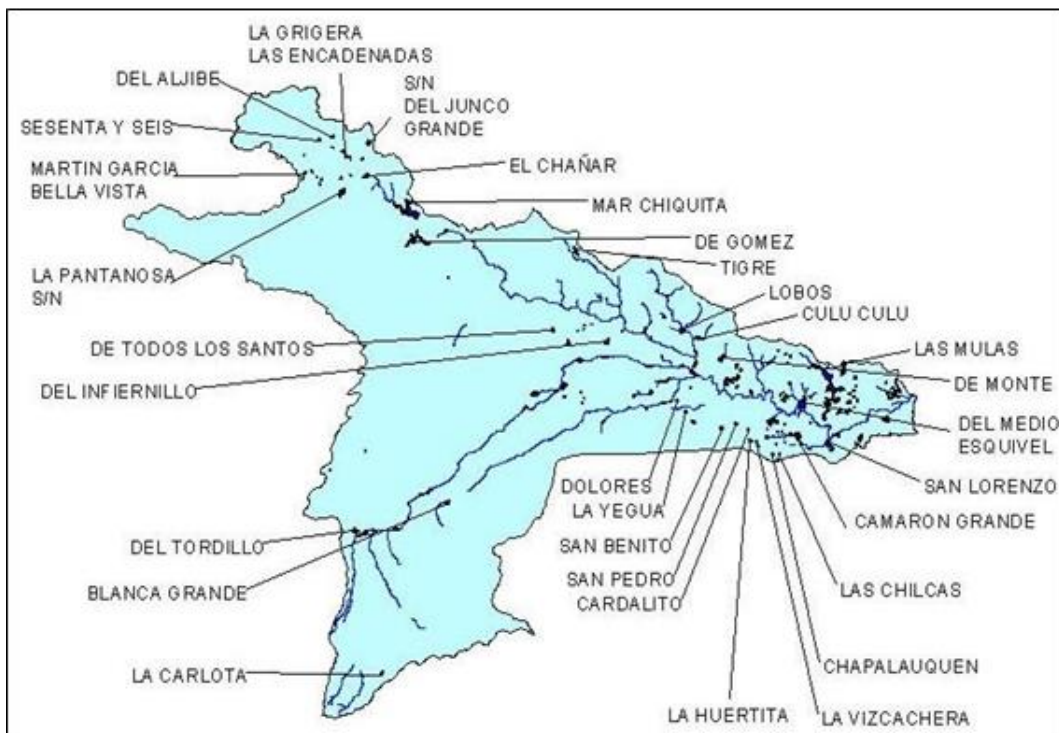 LA GRIGERA
LAS ENCADENADAS
DEL ALJIBE
S/N
DEL JUNCO
GRANDE
SESENTA Y SEIS
MARTIN GARCIA
BELLA VISTA
EL CHAÑAR
MAR CHIQUITA
DE GOMEZ
TIGRE
LA PANTANOSA
S/N
LOBOS
CULU CULU
DE TODOS LOS SANTOS
LAS MULAS
DEL INFIERNILLO
DE MONTE
DEL MEDIO
ESQUIVEL
DOLORES
LA YEGUA
SAN LORENZO
CAMARON GRANDE
DEL TORDILLO
SAN BENITO
BLANCA GRANDE
SAN PEDRO
CARDALITO
LAS CHILCAS
LA CARLOTA
CHAPALAUQUEN
LA HUERTITA
LA VIZCACHERA